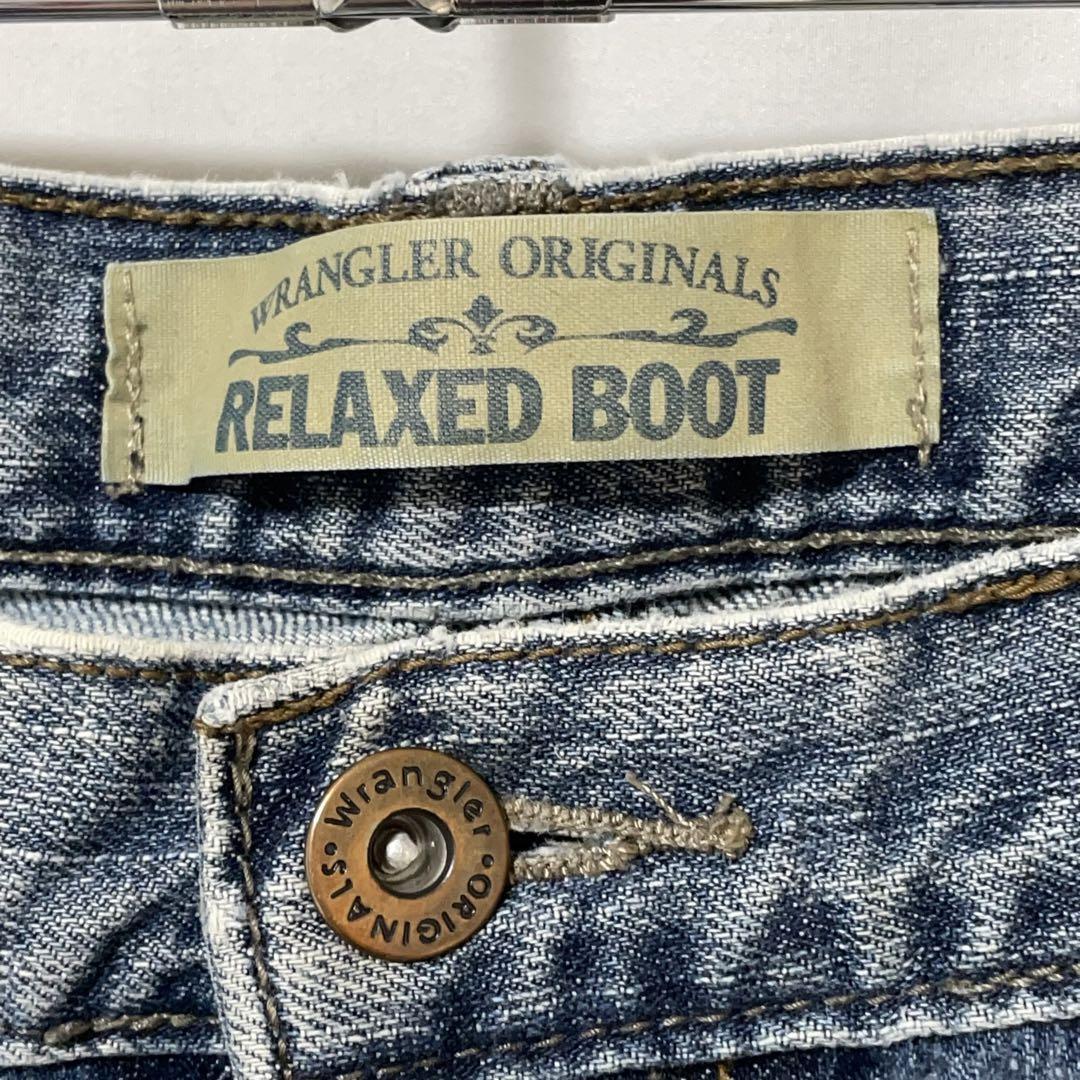 WRANGLER ORIGINALS
RELAXED BOOT
Wrangler
• ORIGINALS •